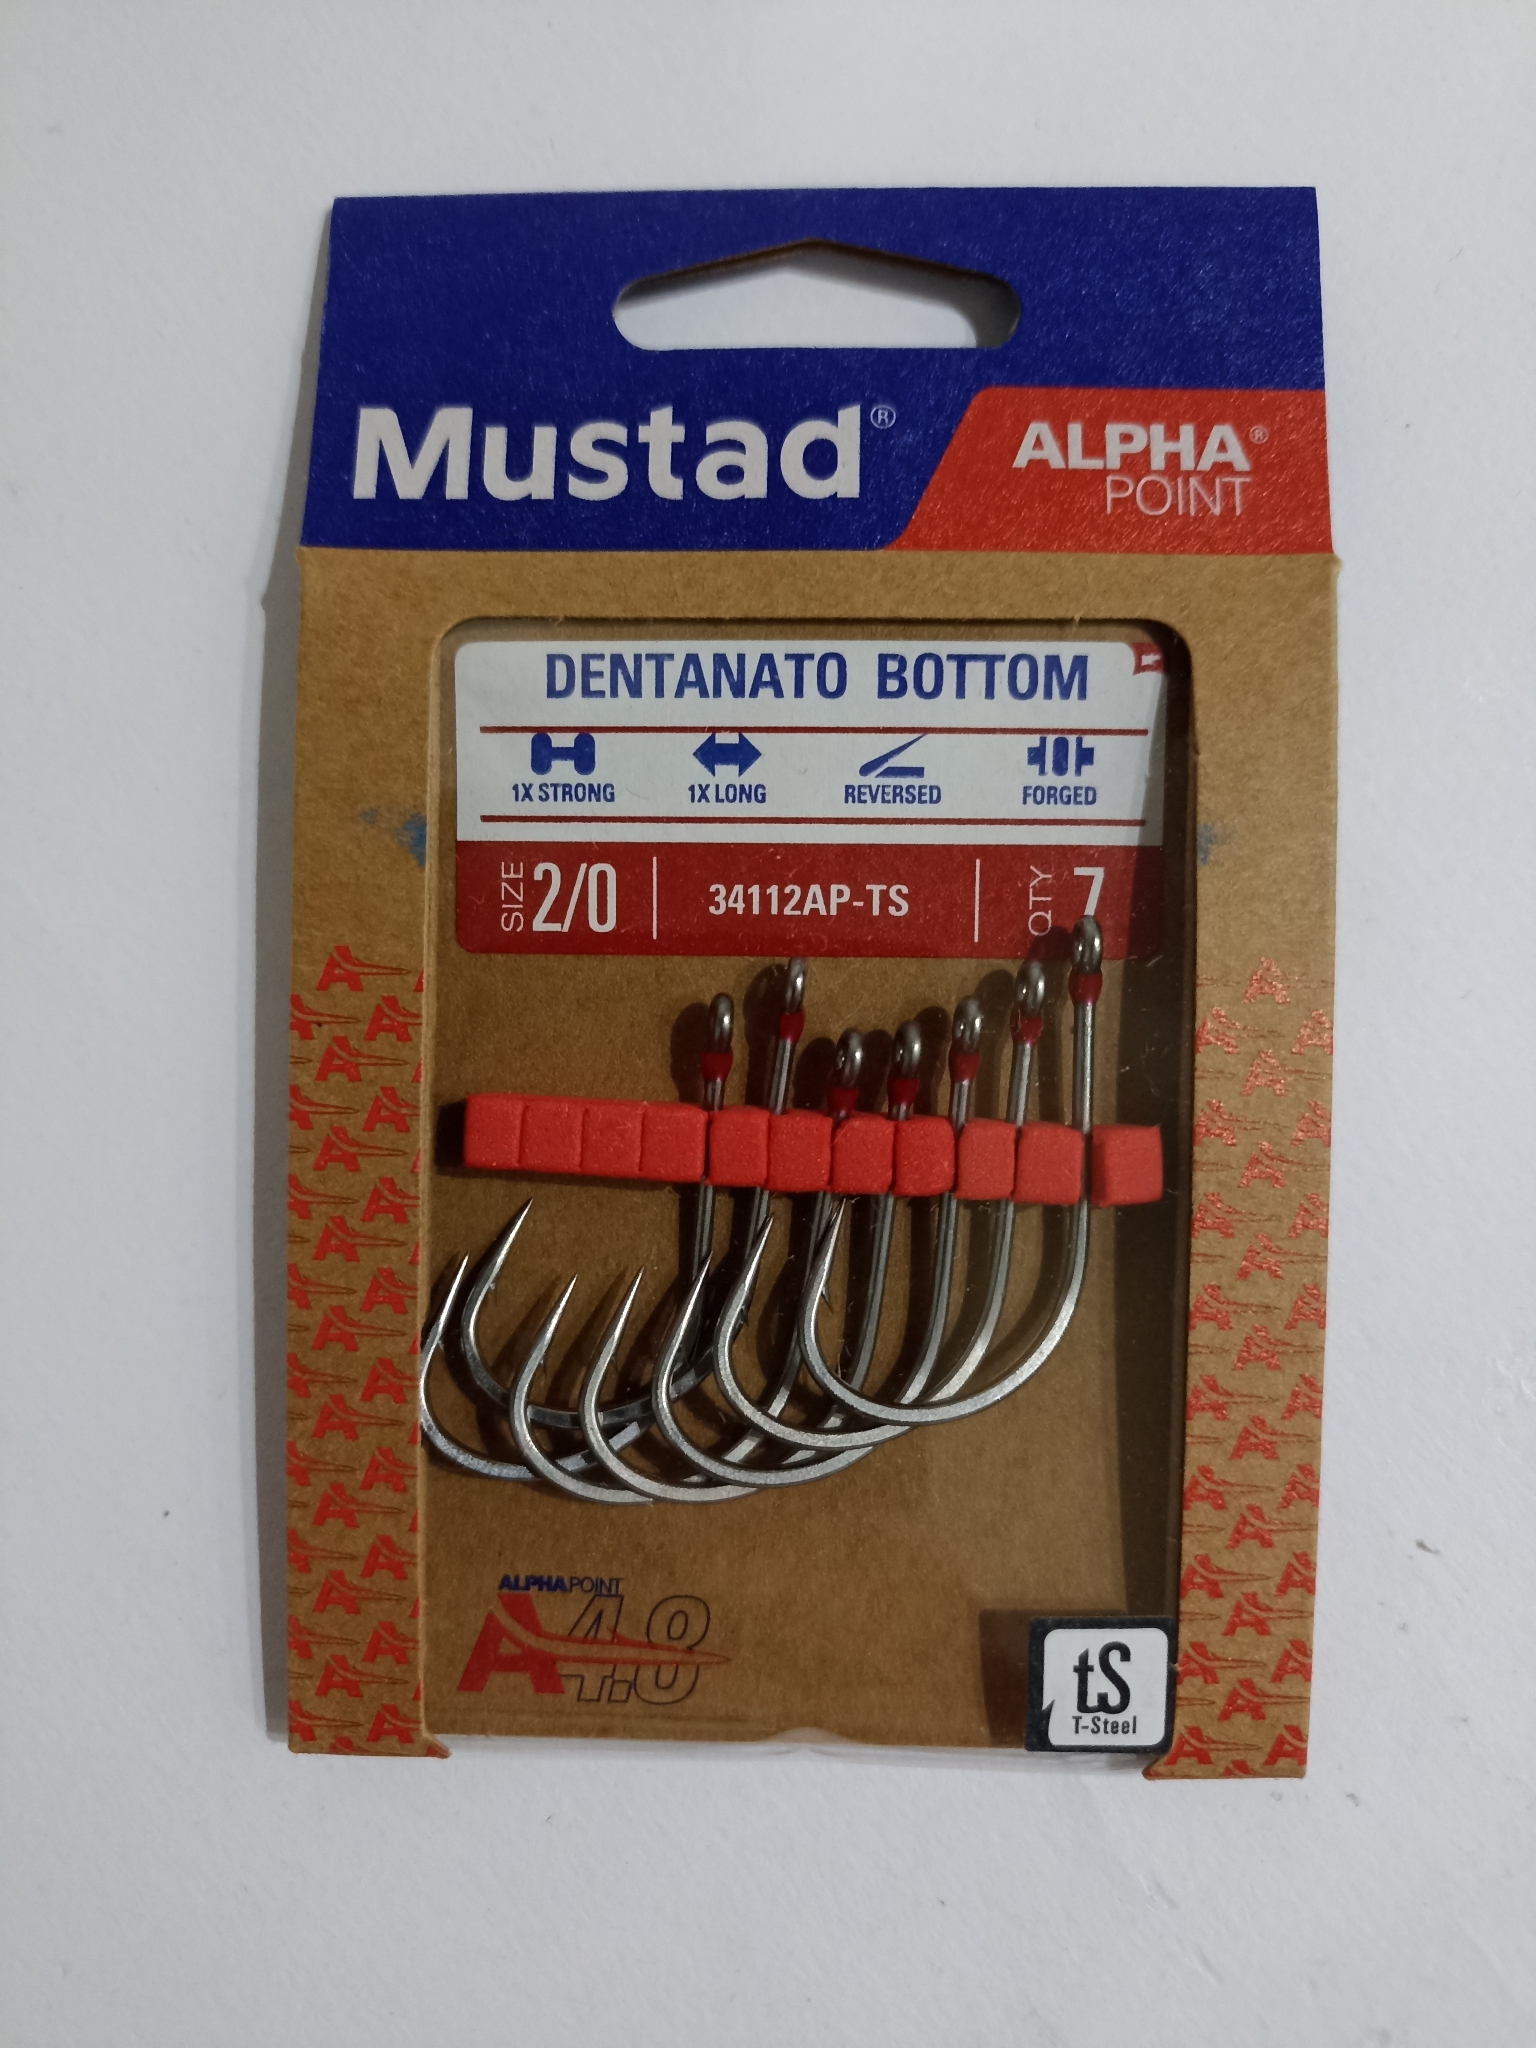 Mustad®
ALPHA®
POINT
DENTANATO BOTTOM
1X STRONG 1X LONG REVERSED FORGED
SIZE 2/0 34112AP-TS QTY 7
ALPHAPOINT
A4.8
tS
T-Steel